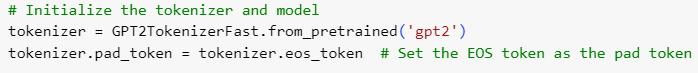 # Initialize the tokenizer and model
tokenizer = GPT2TokenizerFast.from_pretrained('gpt2')
tokenizer.pad_token = tokenizer.eos_token  # Set the EOS token as the pad token